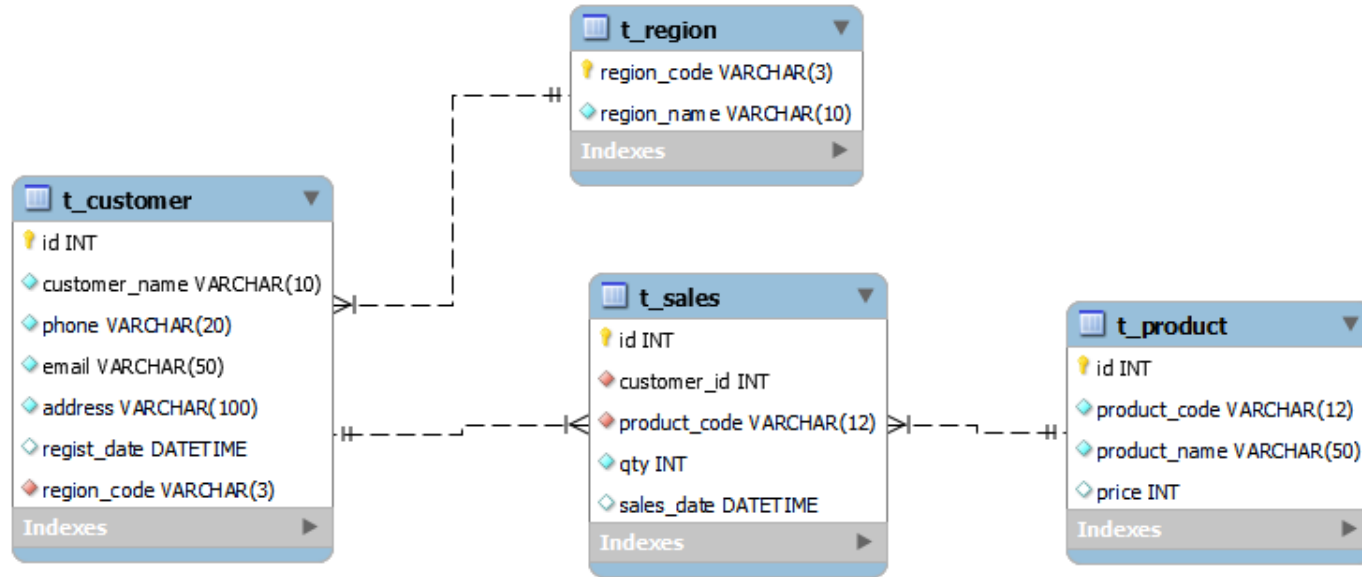 t_region
region_code VARCHAR(3)
region_name VARCHAR(10)
Indexes
t_customer
id INT
customer_name VARCHAR(10)
phone VARCHAR(20)
email VARCHAR(50)
address VARCHAR(100)
regist_date DATETIME
region_code VARCHAR(3)
Indexes
t_sales
id INT
customer_id INT
product_code VARCHAR(12)
qty INT
sales_date DATETIME
Indexes
t_product
id INT
product_code VARCHAR(12)
product_name VARCHAR(50)
price INT
Indexes